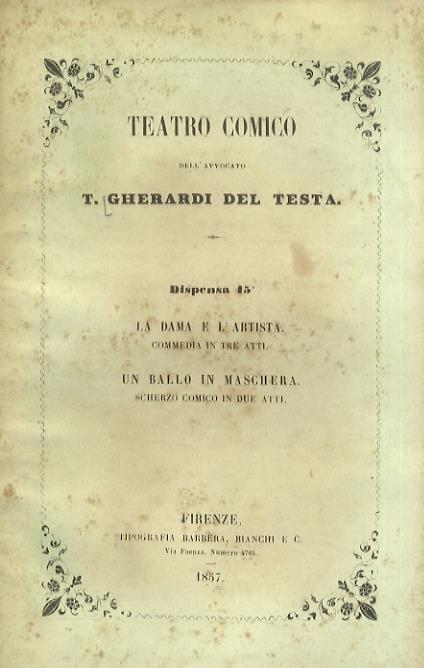 TEATRO COMICO
DELL'AVVOCATO
T. GHERARDI DEL TESTA.
Dispensa 15ª
LA DAMA E L'ARTISTA.
COMMEDIA IN TRE ATTI.
UN BALLO IN MASCHERA.
SCHERZO COMICO IN DUE ATTI.
FIRENZE,
TIPOGRAFIA BARBÈRA, BIANCHI E C.
Via Faenza, Numero 4765.
1857.